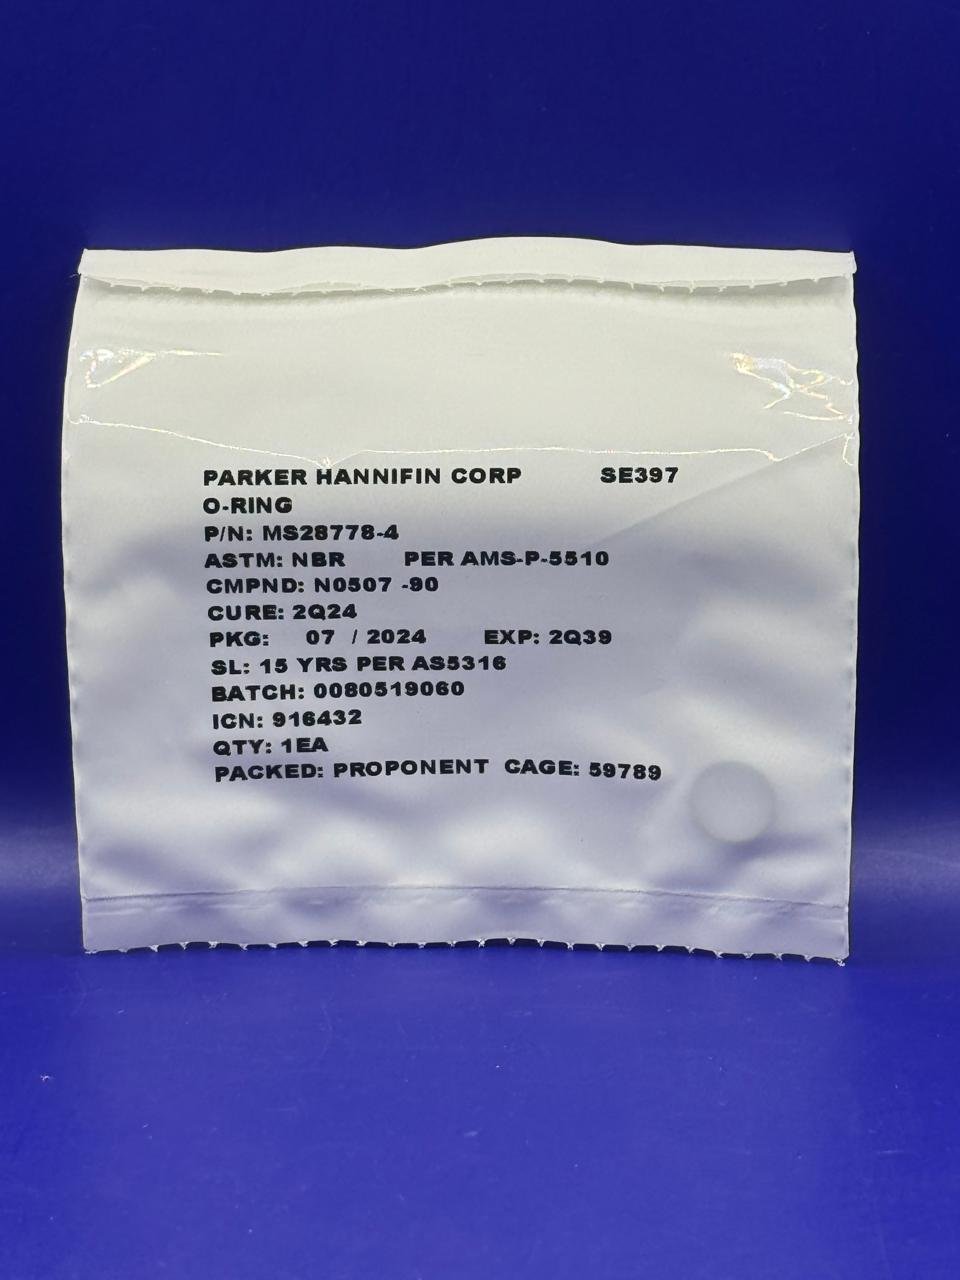 PARKER HANNIFIN CORP SE397
O-RING
P/N: MS28778-4
ASTM: NBR PER AMS-P-5510
CMPND: N0507 -90
CURE: 2Q24
PKG: 07 / 2024 EXP: 2Q39
SL: 15 YRS PER AS5316
BATCH: 0080519060
ICN: 916432
QTY: 1EA
PACKED: PROPONENT CAGE: 59789